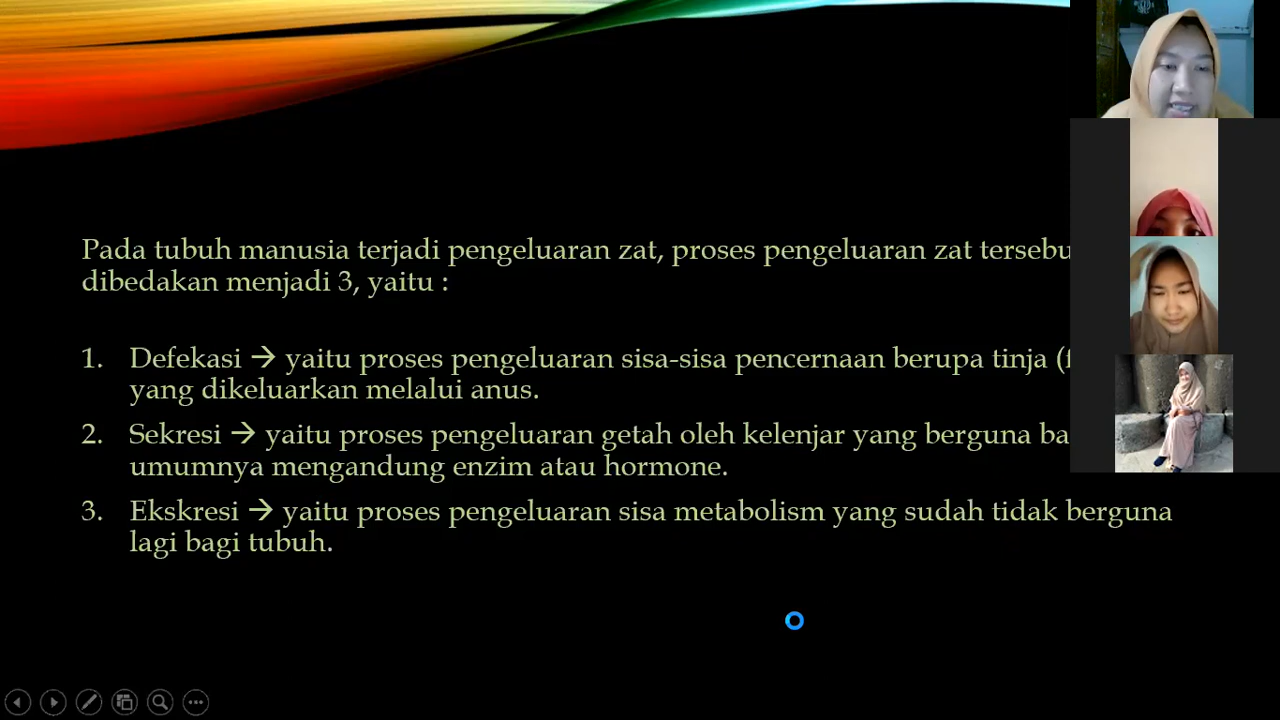 Pada tubuh manusia terjadi pengeluaran zat, proses pengeluaran zat
dibedakan menjadi 3, yaitu :
1. Defekasi → yaitu proses pengeluaran sisa-sisa pencernaan berupa tinja
yang dikeluarkan melalui anus.
2. Sekresi → yaitu proses pengeluaran getah oleh kelenjar yang berguna
umumnya mengandung enzim atau hormone.
3. Ekskresi → yaitu proses pengeluaran sisa metabolism yang sudah tidak berguna
lagi bagi tubuh.